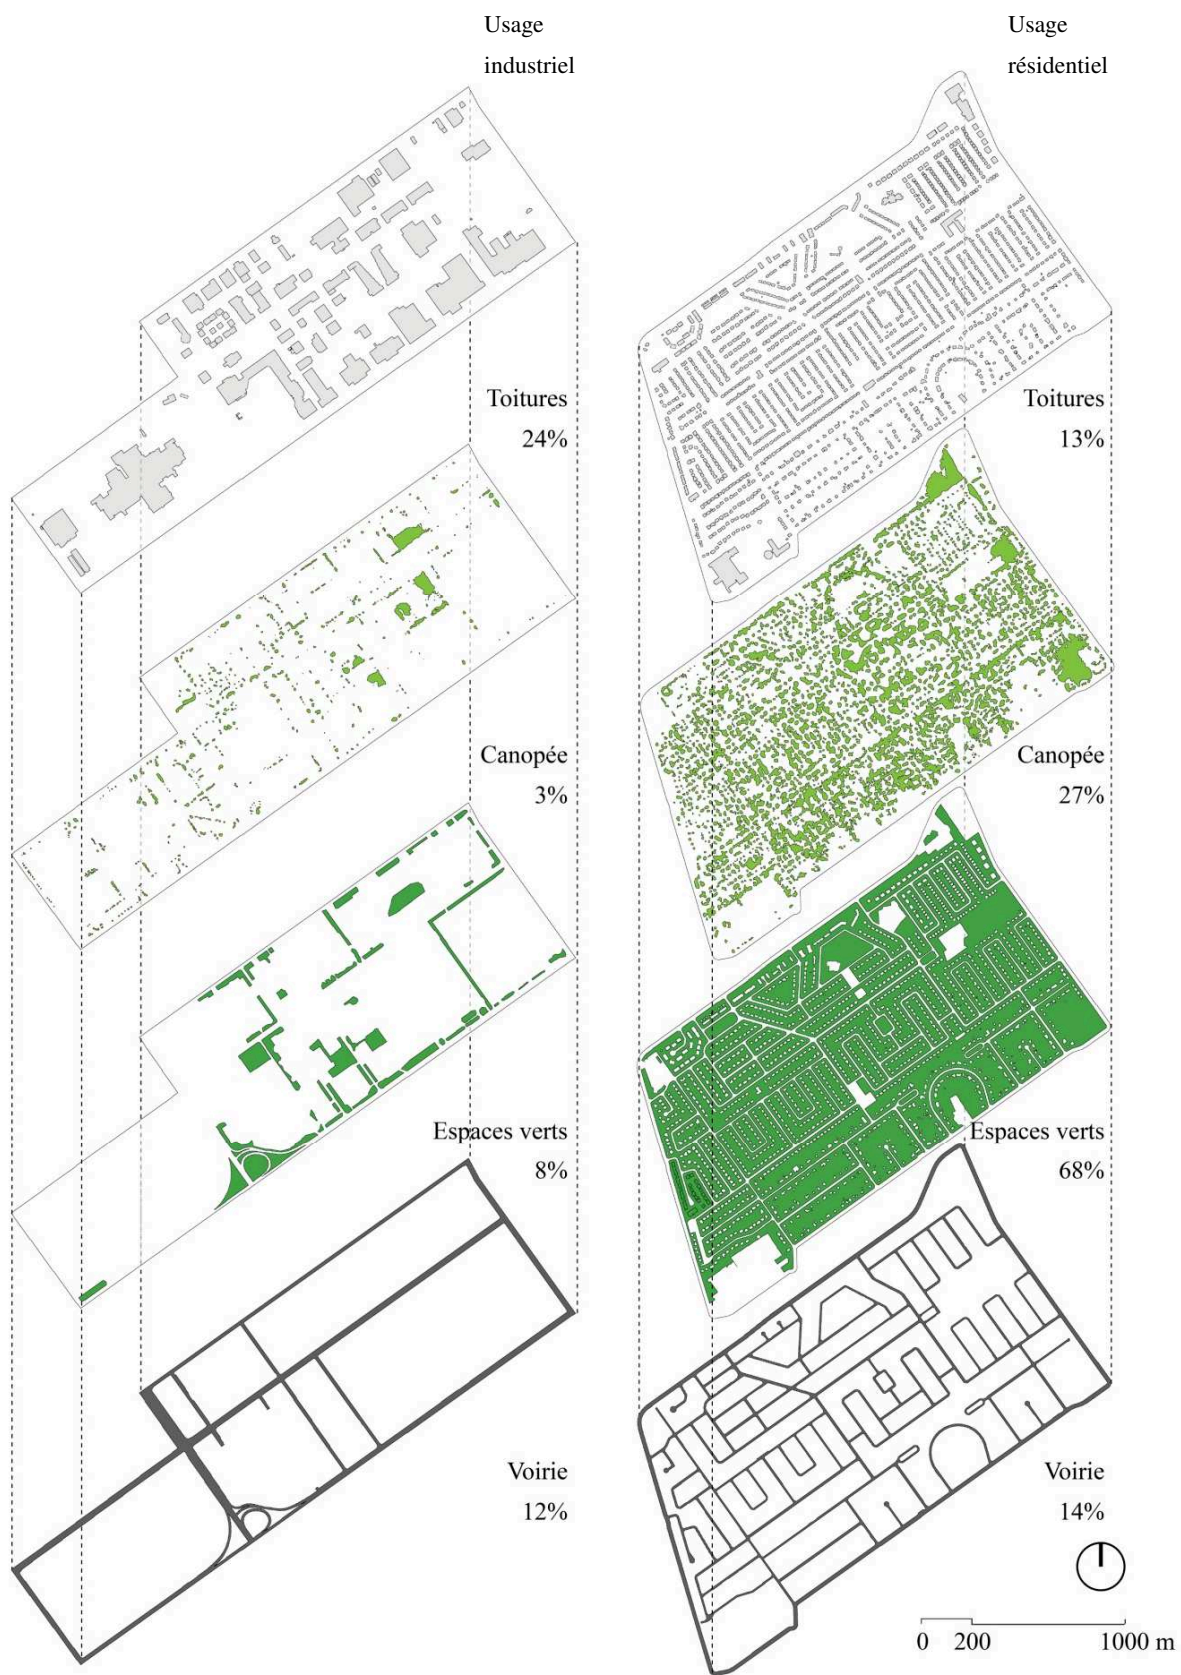 Usage
industriel
Usage
résidentiel
Toitures
24%
Toitures
13%
Canopée
3%
Canopée
27%
Espaces verts
8%
Espaces verts
68%
Voirie
12%
Voirie
14%
0 200 1000 m